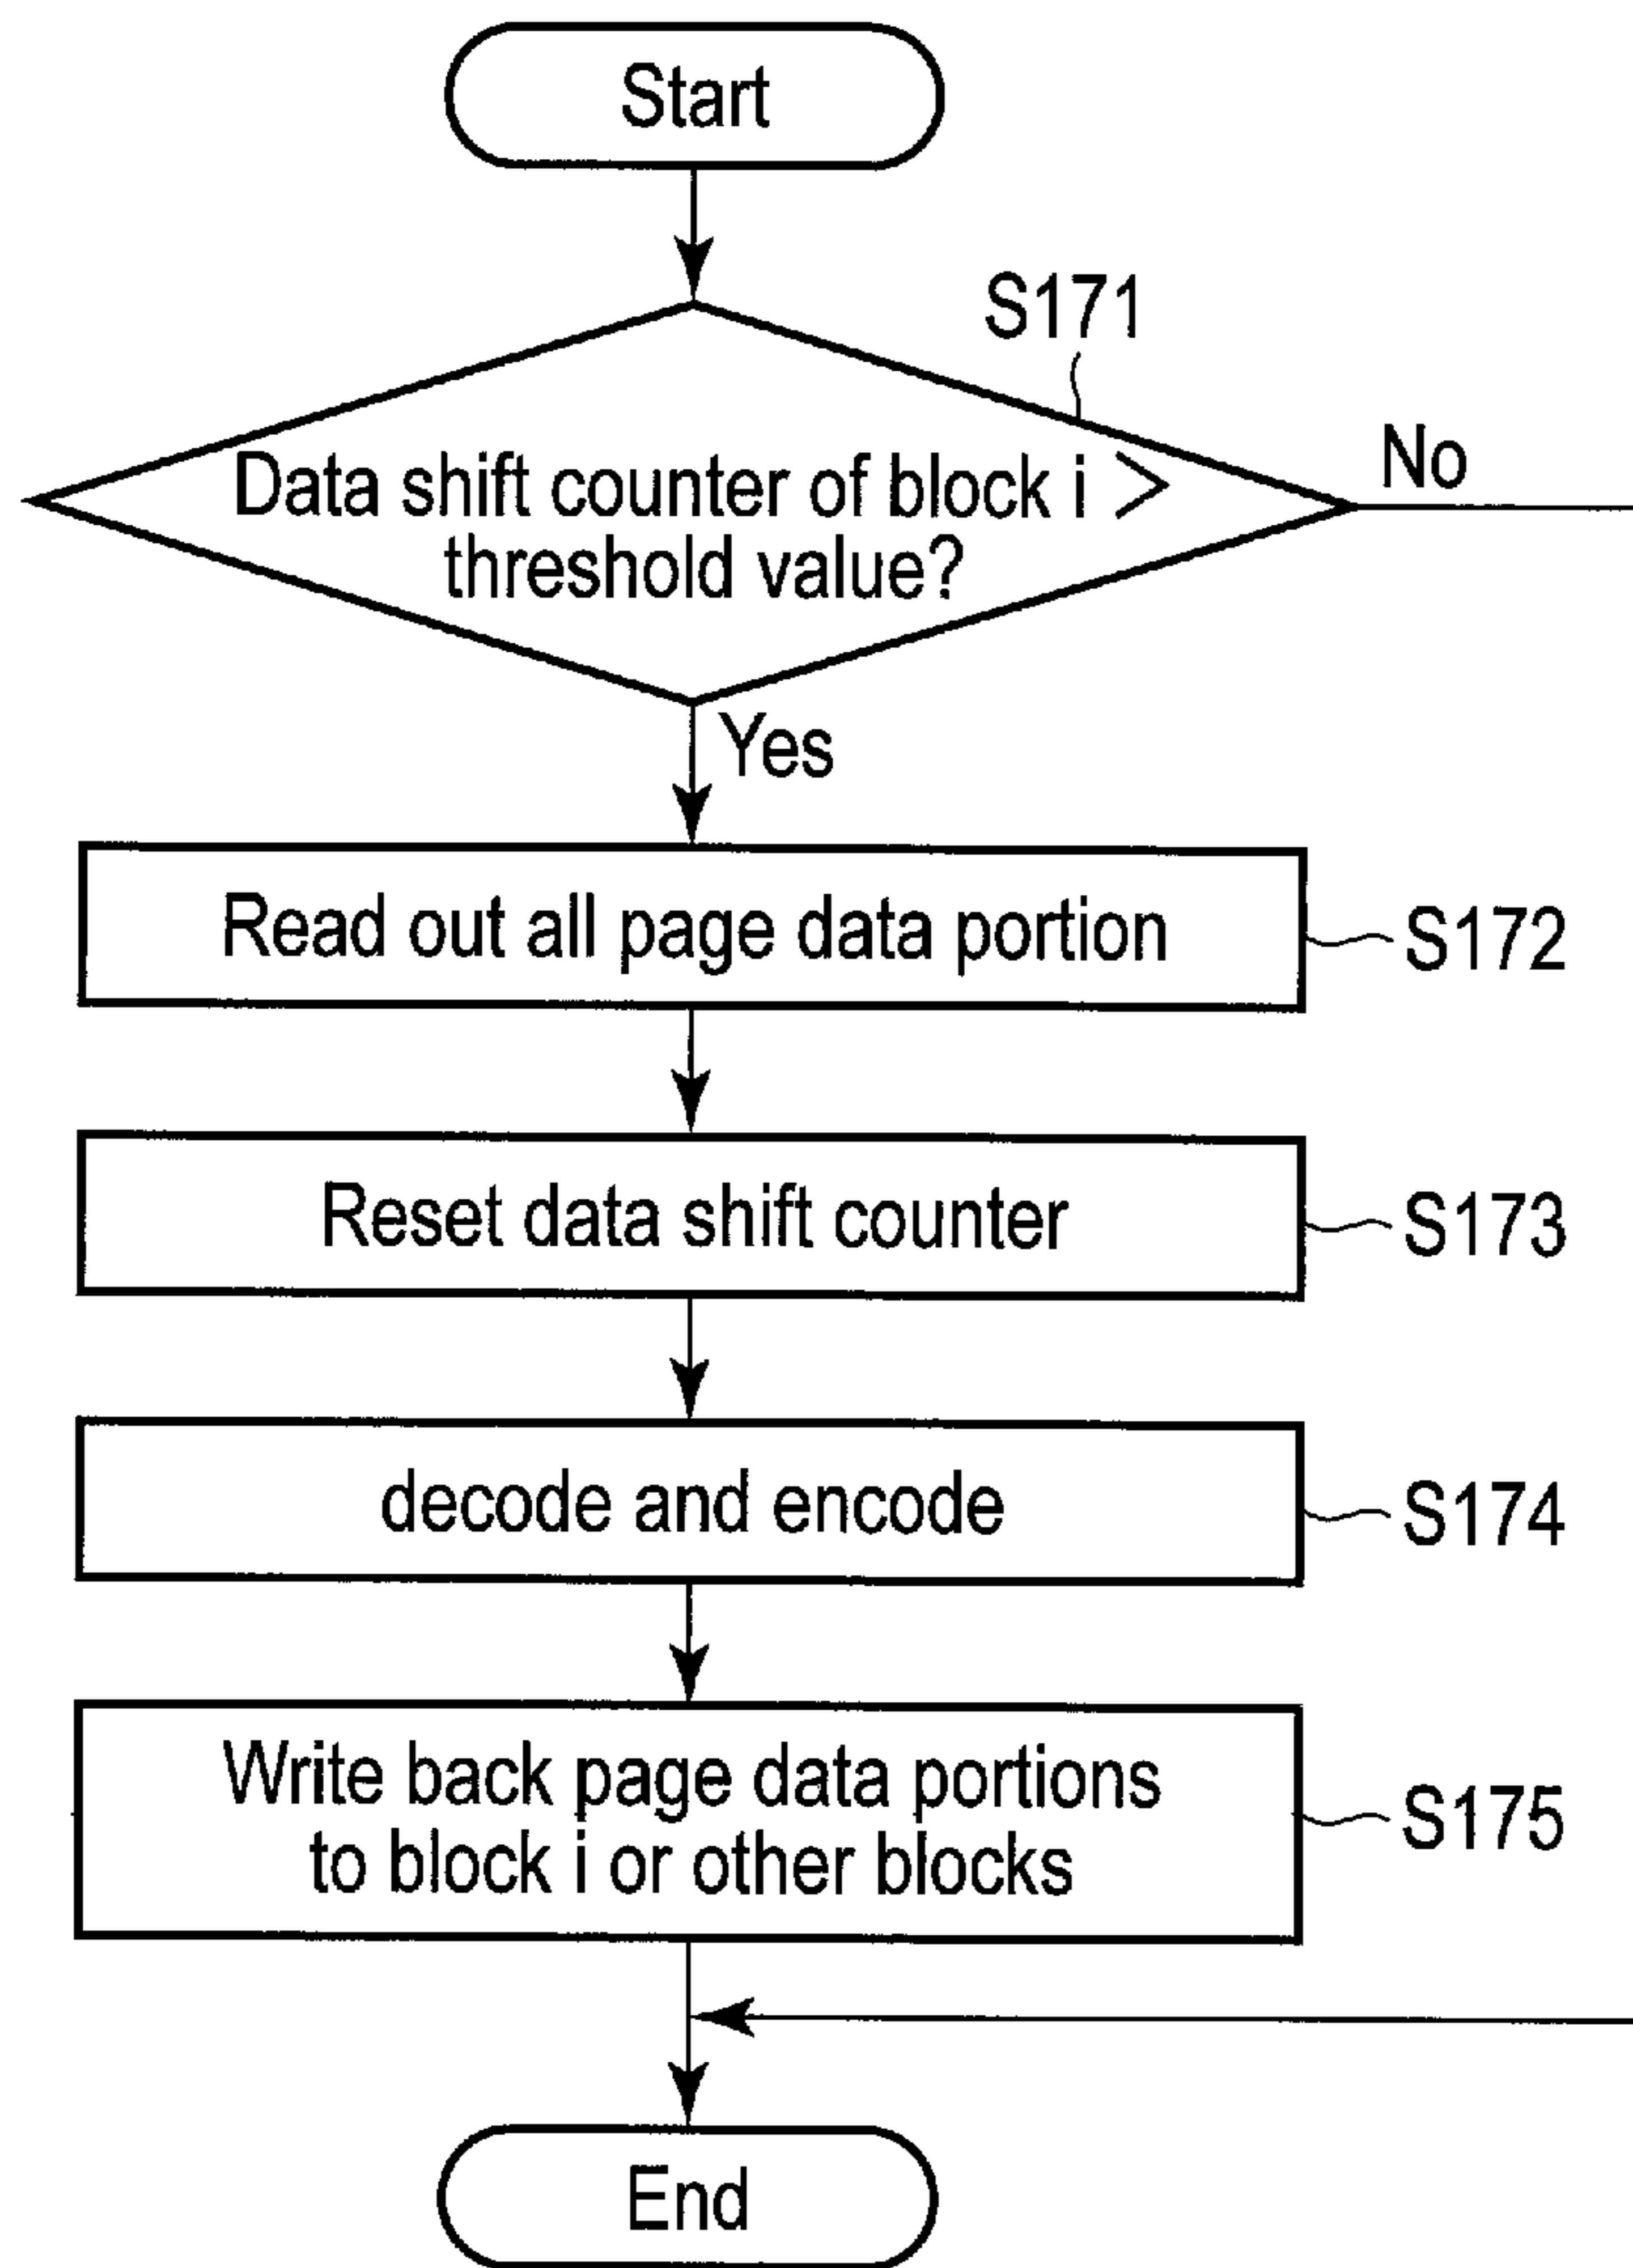 Start
S171
Data shift counter of block i >
threshold value?
No
Yes
Read out all page data portion
S172
Reset data shift counter
S173
decode and encode
S174
Write back page data portions
to block i or other blocks
S175
End